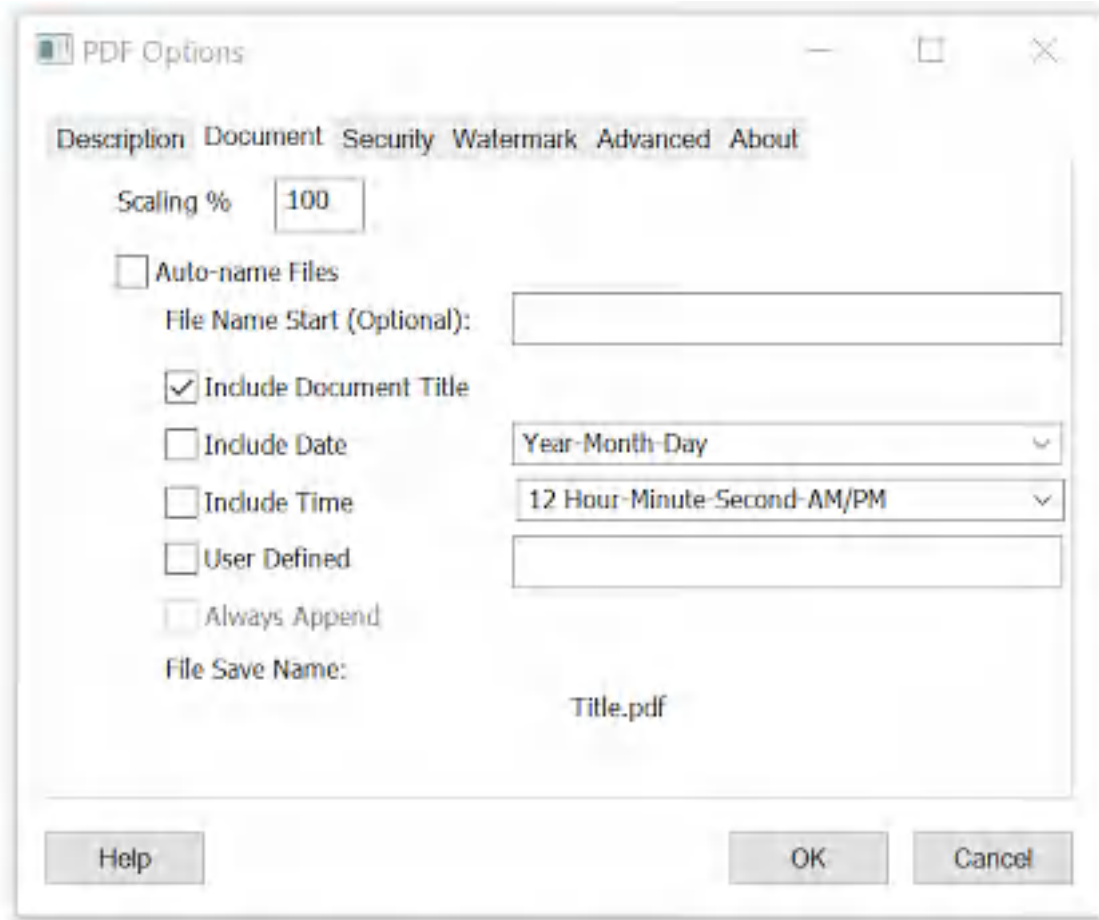 PDF Options
Description Document Security Watermark Advanced About
Scaling % 100
Auto-name Files
File Name Start (Optional):
Include Document Title
Include Date Year-Month-Day
Include Time 12 Hour-Minute-Second-AM/PM
User Defined
Always Append
File Save Name:
Title.pdf
Help OK Cancel